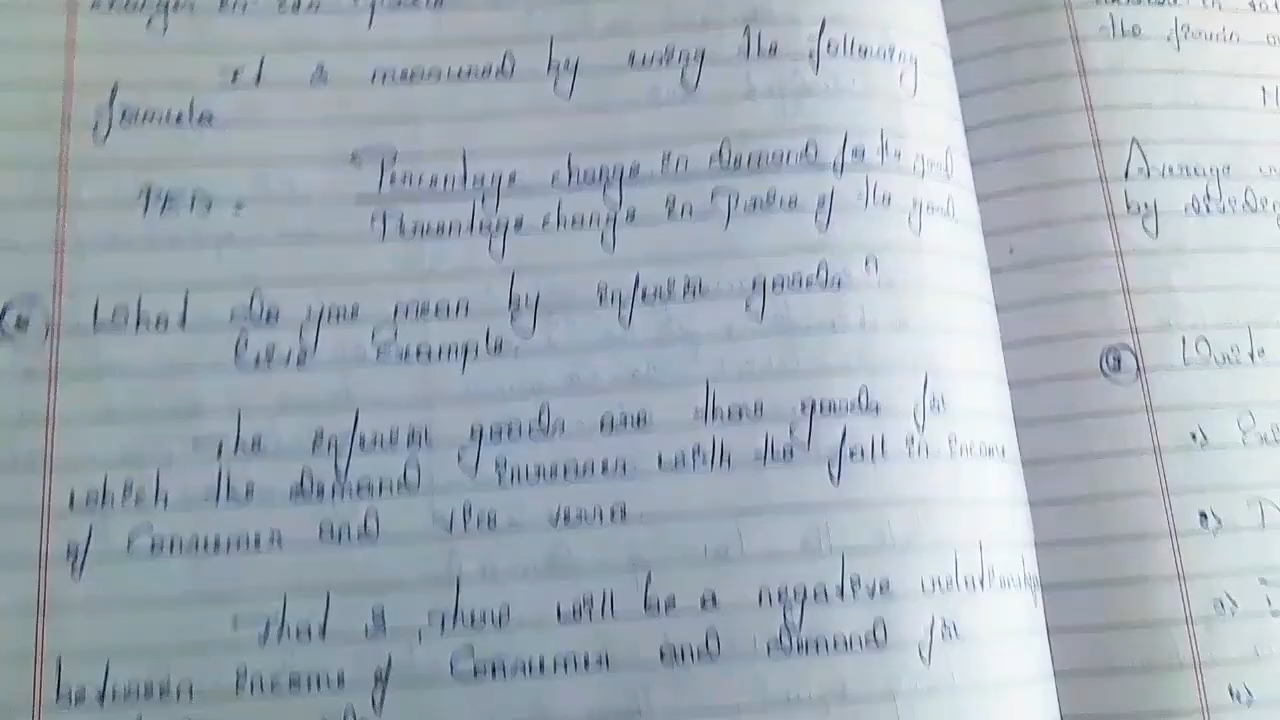 changes in
It is measured by using the following
formula
Percentage change in demand for the good
PED =
Percentage change in Price of the good
What do you mean by inferior goods?
Give Example.
The inferior goods are those goods for
which the demand increases with the fall in income
of Consumer and vice versa
That is, there will be a negative relationship
between income of Consumer and demand for
the
Average
by
Write